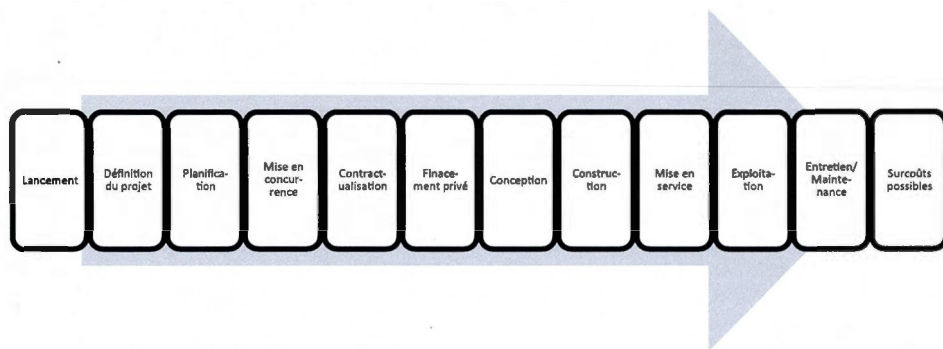 Lancement
Définition
du projet
Planifica-
tion
Mise en
concur-
rence
Contract-
ualisation
Finace-
ment privé
Conception
Construc-
tion
Mise en
service
Exploita-
tion
Entretien/
Mainte-
nance
Surcoûts
possibles